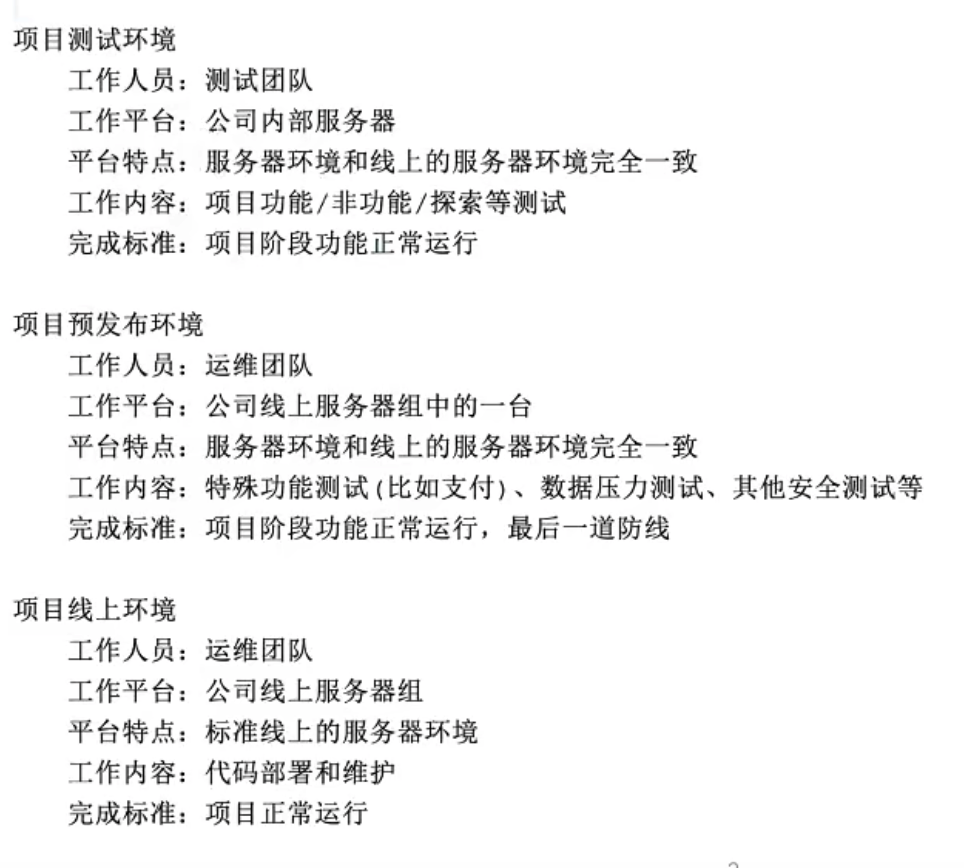 项目测试环境
工作人员：测试团队
工作平台：公司内部服务器
平台特点：服务器环境和线上的服务器环境完全一致
工作内容：项目功能/非功能/探索等测试
完成标准：项目阶段功能正常运行
项目预发布环境
工作人员：运维团队
工作平台：公司线上服务器组中的一台
平台特点：服务器环境和线上的服务器环境完全一致
工作内容：特殊功能测试(比如支付)、数据压力测试、其他安全测试等
完成标准：项目阶段功能正常运行，最后一道防线
项目线上环境
工作人员：运维团队
工作平台：公司线上服务器组
平台特点：标准线上的服务器环境
工作内容：代码部署和维护
完成标准：项目正常运行